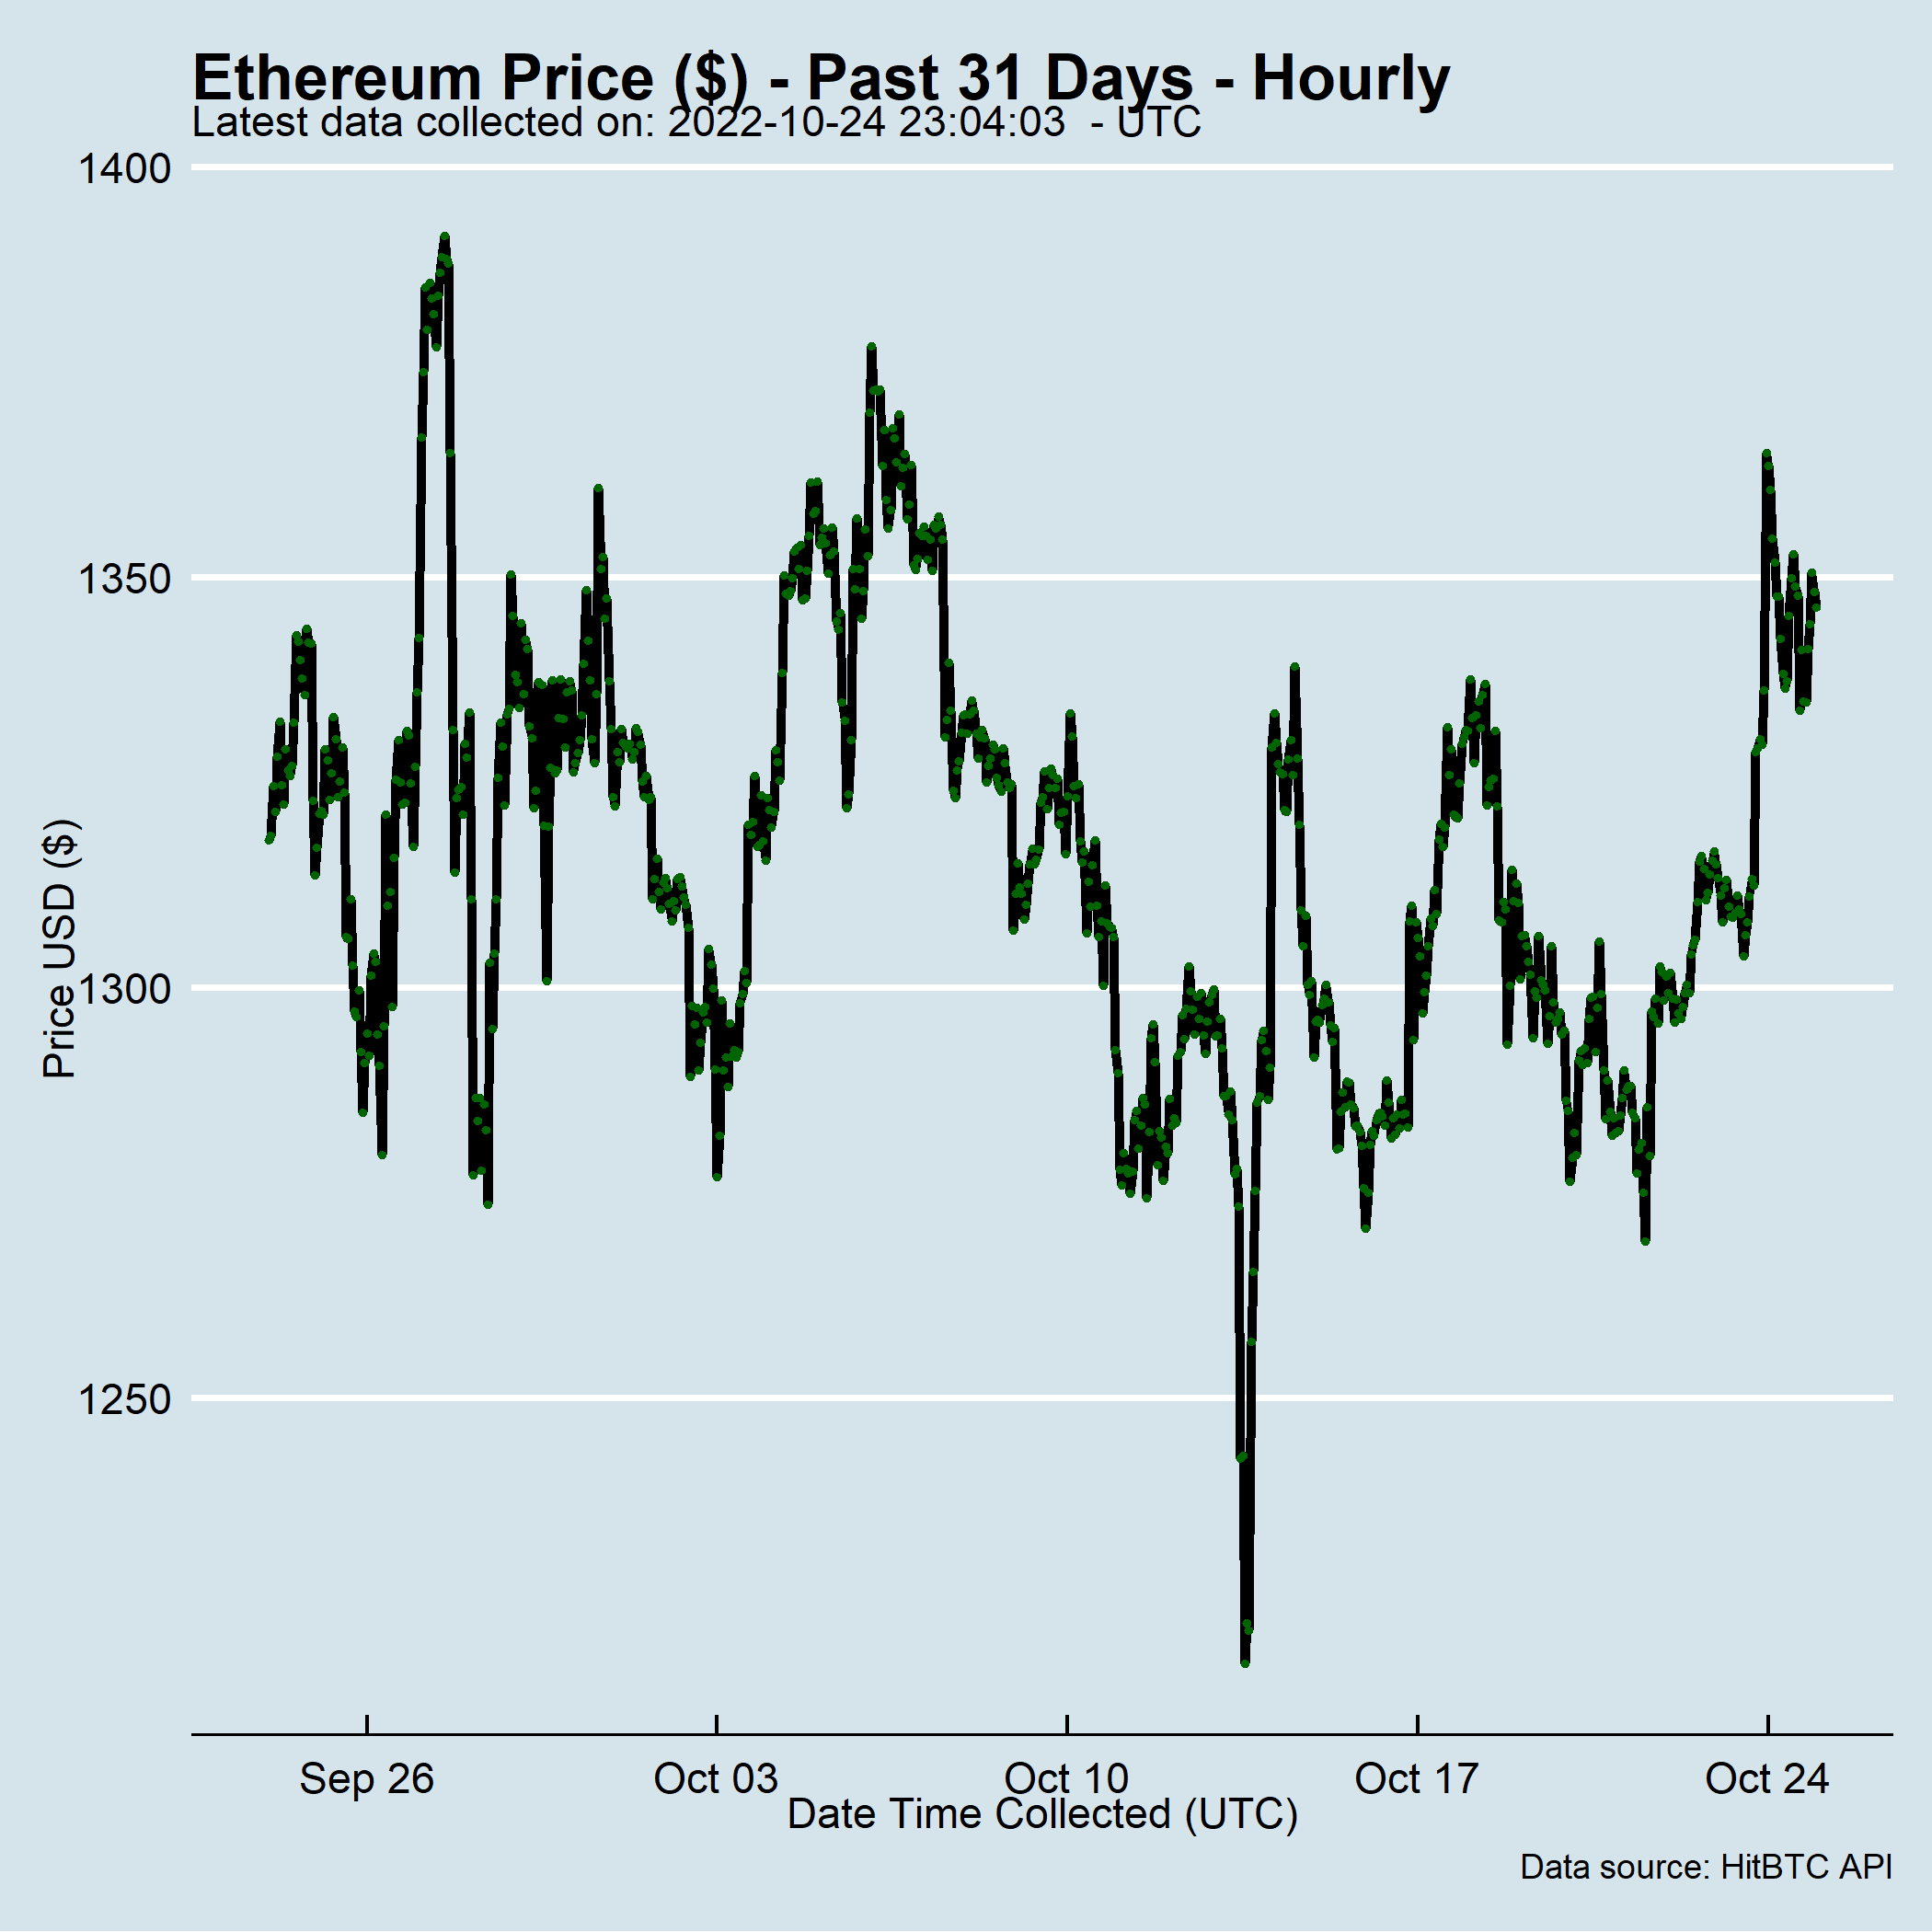 Ethereum Price ($) - Past 31 Days - Hourly
Latest data collected on: 2022-10-24 23:04:03  - UTC
1400
1350
1300
1250
Price USD ($)
Sep 26
Oct 03
Oct 10
Oct 17
Oct 24
Date Time Collected (UTC)
Data source: HitBTC API